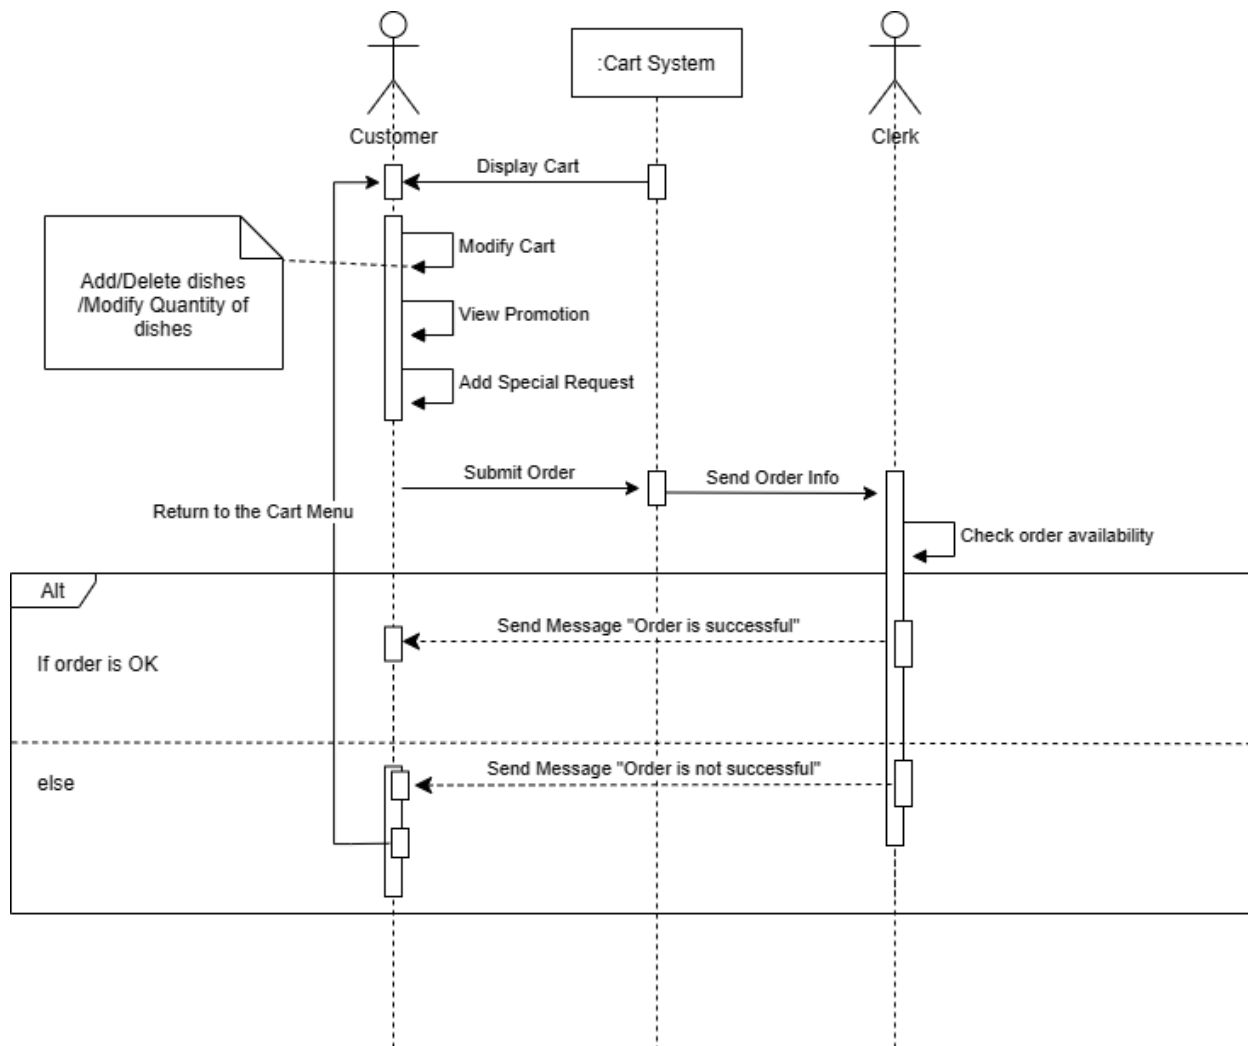 :Cart System
Customer
Clerk
Display Cart
Modify Cart
Add/Delete dishes
/Modify Quantity of
dishes
View Promotion
Add Special Request
Submit Order
Send Order Info
Return to the Cart Menu
Check order availability
Alt
Send Message "Order is successful"
If order is OK
Send Message "Order is not successful"
else